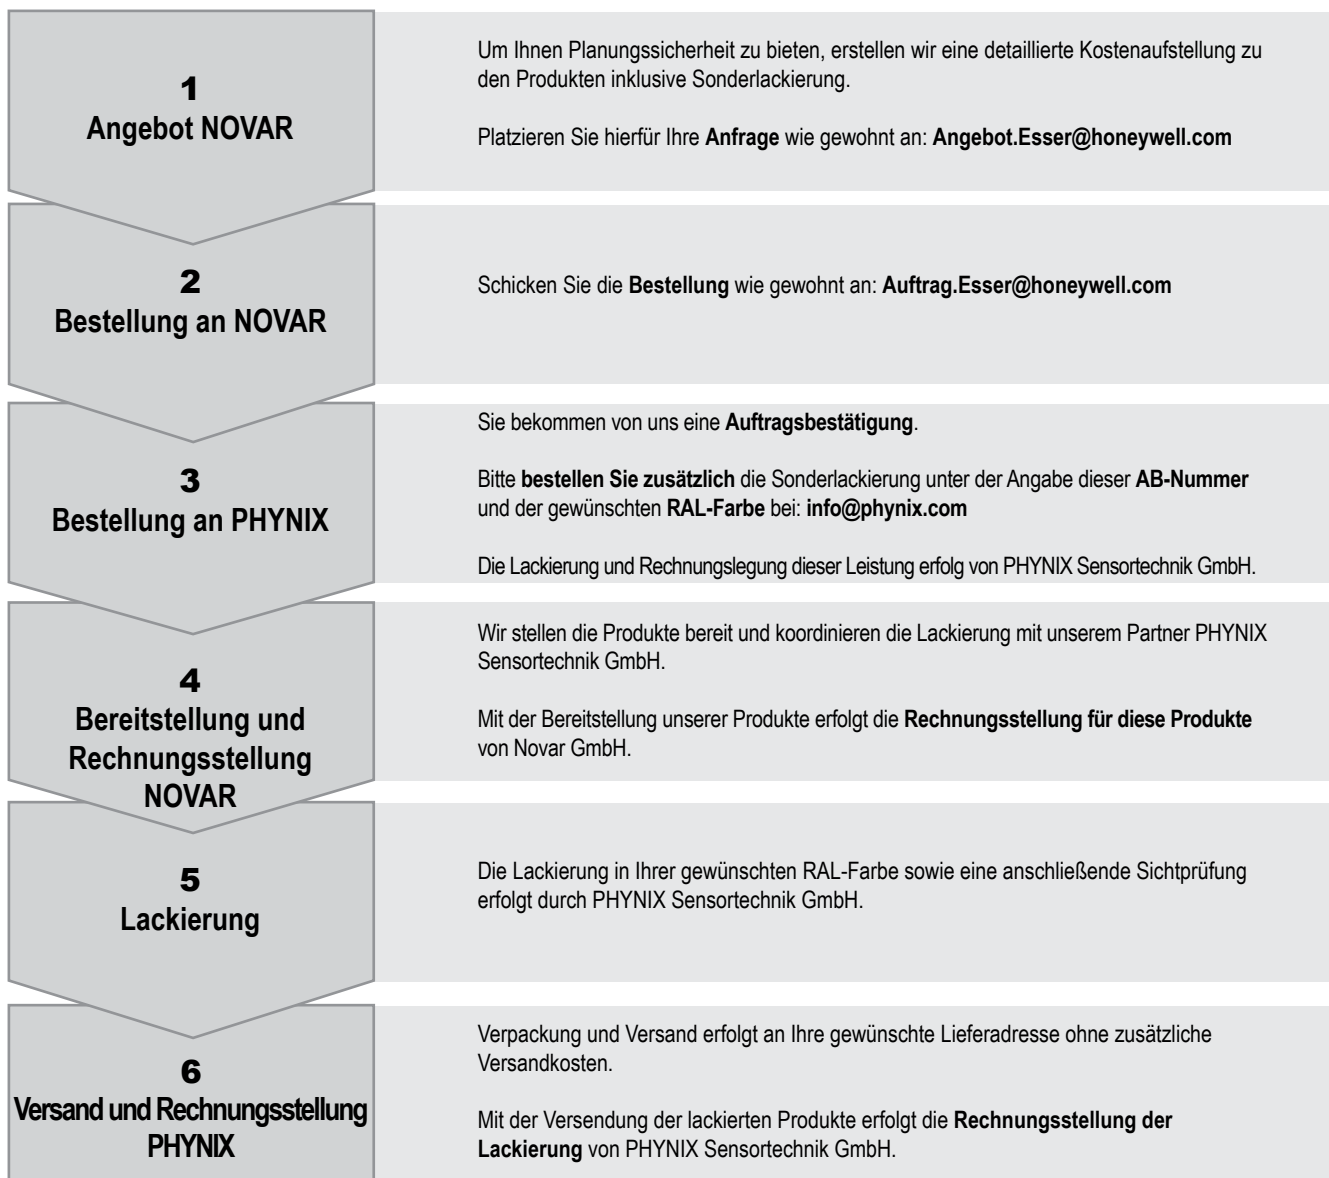 1
Angebot NOVAR
Um Ihnen Planungssicherheit zu bieten, erstellen wir eine detaillierte Kostenaufstellung zu
den Produkten inklusive Sonderlackierung.
Platzieren Sie hierfür Ihre Anfrage wie gewohnt an: Angebot.Esser@honeywell.com
2
Bestellung an NOVAR
Schicken Sie die Bestellung wie gewohnt an: Auftrag.Esser@honeywell.com
3
Bestellung an PHYNIX
Sie bekommen von uns eine Auftragsbestätigung.
Bitte bestellen Sie zusätzlich die Sonderlackierung unter der Angabe dieser AB-Nummer
und der gewünschten RAL-Farbe bei: info@phynix.com
Die Lackierung und Rechnungslegung dieser Leistung erfolg von PHYNIX Sensortechnik GmbH.
4
Bereitstellung und
Rechnungsstellung
NOVAR
Wir stellen die Produkte bereit und koordinieren die Lackierung mit unserem Partner PHYNIX
Sensortechnik GmbH.
Mit der Bereitstellung unserer Produkte erfolgt die Rechnungsstellung für diese Produkte
von Novar GmbH.
5
Lackierung
Die Lackierung in Ihrer gewünschten RAL-Farbe sowie eine anschließende Sichtprüfung
erfolgt durch PHYNIX Sensortechnik GmbH.
6
Versand und Rechnungsstellung
PHYNIX
Verpackung und Versand erfolgt an Ihre gewünschte Lieferadresse ohne zusätzliche
Versandkosten.
Mit der Versendung der lackierten Produkte erfolgt die Rechnungsstellung der
Lackierung von PHYNIX Sensortechnik GmbH.